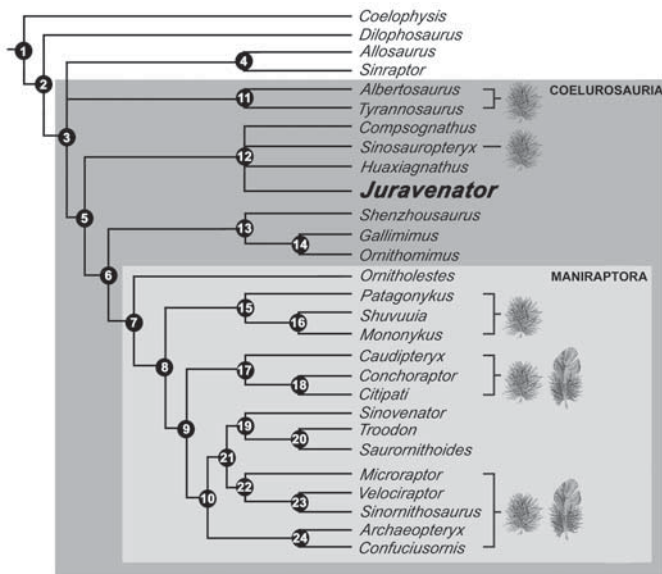 Coelophysis
1
Dilophosaurus
2
Allosaurus
4
Sinraptor
Albertosaurus COELUROSAURIA
11
Tyrannosaurus
Compsognathus
3
12 Sinosauropteryx
Huaxiagnathus
Juravenator
5
Shenzhousaurus
13
Gallimimus
14
Ornithomimus
6
Ornitholestes MANIRAPTORA
Patagonykus
15
7
Shuvuuia
16
Mononykus
8
Caudipteryx
17
Conchoraptor
18
Citipati
Sinovenator
19
9
Troodon
20
Saurornithoides
21
Microraptor
22
Velociraptor
10 23
Sinornithosaurus
Archaeopteryx
24
Confuciusornis